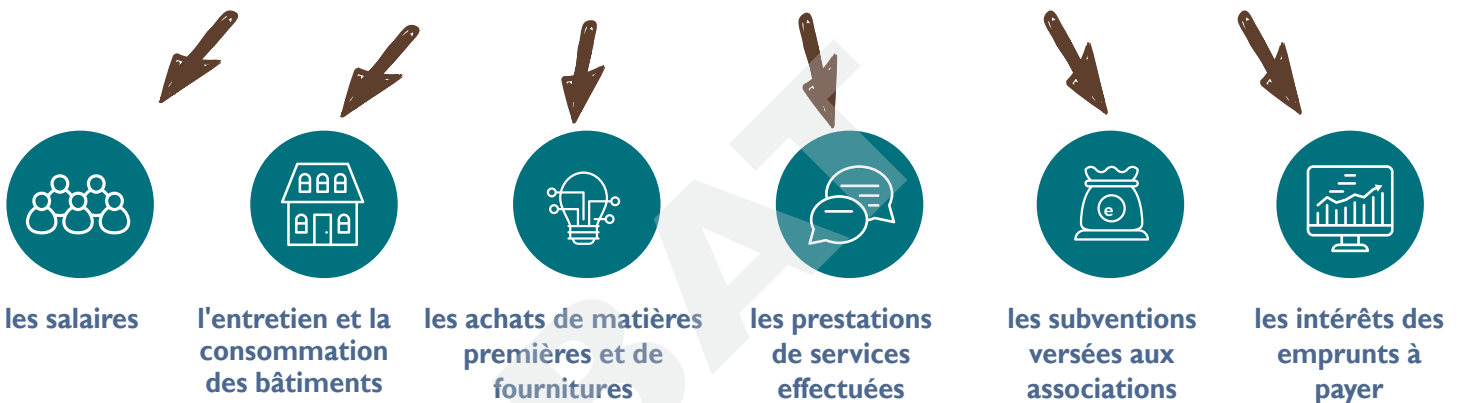 les salaires
l'entretien et la
consommation
des bâtiments
les achats de matières
premières et de
fournitures
les prestations
de services
effectuées
les subventions
versées aux
associations
les intérêts des
emprunts à
payer
e
BAT